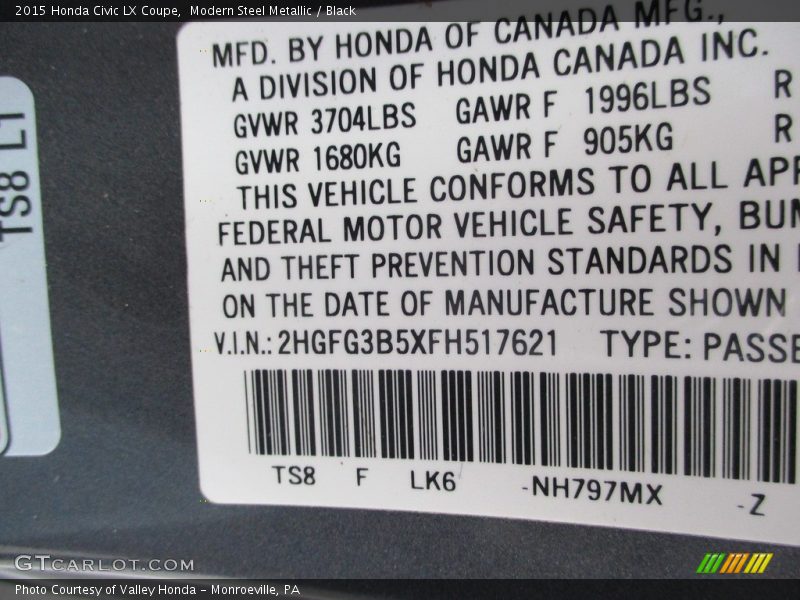 2015 Honda Civic LX Coupe, Modern Steel Metallic / Black
TS8 L1
MFD. BY HONDA OF CANADA MFG.,
A DIVISION OF HONDA CANADA INC.
GVWR 3704LBS GAWR F 1996LBS R
GVWR 1680KG GAWR F 905KG R
THIS VEHICLE CONFORMS TO ALL APP
FEDERAL MOTOR VEHICLE SAFETY, BUM
AND THEFT PREVENTION STANDARDS IN
ON THE DATE OF MANUFACTURE SHOWN
V.I.N.: 2HGFG3B5XFH517621 TYPE: PASSE
TS8 F LK6 -NH797MX -Z
GTCARLOT.COM
Photo Courtesy of Valley Honda - Monroeville, PA